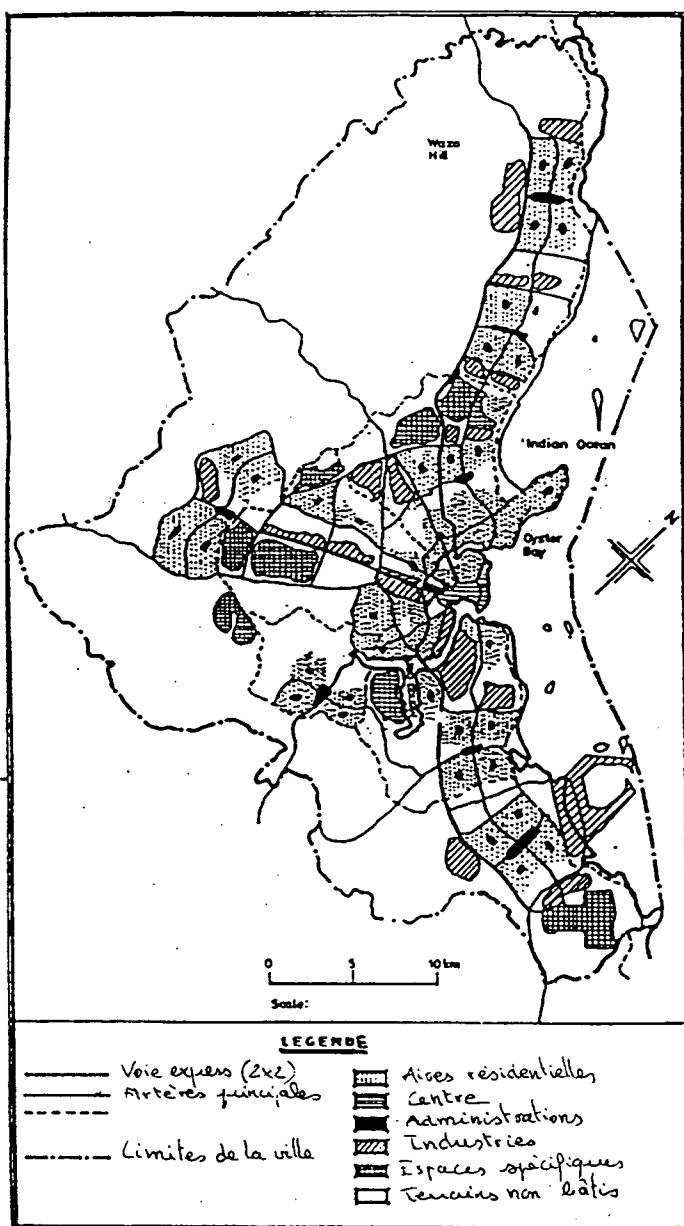 Wazo
Hill
Indian Ocean
Oyster
Bay
N
0 5 10 km
Scale:
LEGENDE
Voie express (2x2)
Artères principales
Limites de la ville
Aires résidentielles
Centre
Administrations
Industries
Espaces spécifiques
Terrains non bâtis